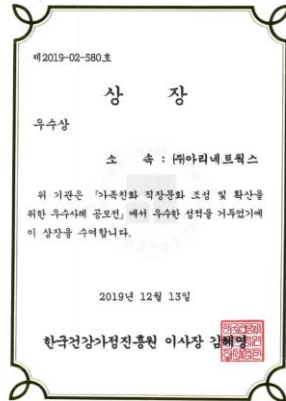 제2019-02-580호
상 장
우수상
소 속 : (주)아리네트웍스
위 기관은 「가족친화 직장문화 조성 및 확산을
위한 우수사례 공모전」에서 우수한 성적을 거두었기에
이 상장을 수여합니다.
2019년 12월 13일
한국건강가정진흥원 이사장 김혜영